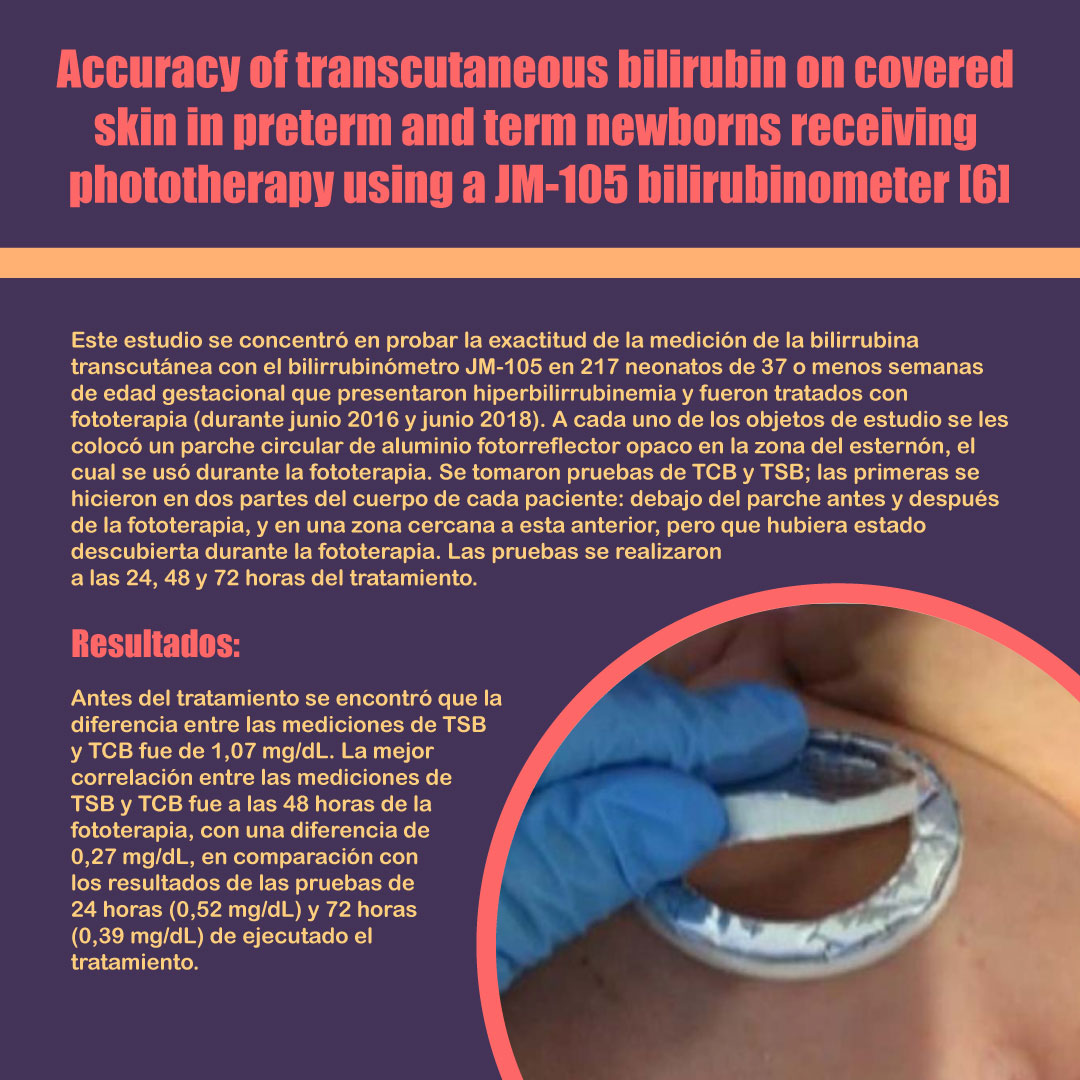 Accuracy of transcutaneous bilirubin on covered
skin in preterm and term newborns receiving
phototherapy using a JM-105 bilirubinometer [6]
Este estudio se concentró en probar la exactitud de la medición de la bilirrubina
transcutánea con el bilirrubinómetro JM-105 en 217 neonatos de 37 o menos semanas
de edad gestacional que presentaron hiperbilirrubinemia y fueron tratados con
fototerapia (durante junio 2016 y junio 2018). A cada uno de los objetos de estudio se les
colocó un parche circular de aluminio fotorreflector opaco en la zona del esternón, el
cual se usó durante la fototerapia. Se tomaron pruebas de TCB y TSB; las primeras se
hicieron en dos partes del cuerpo de cada paciente: debajo del parche antes y después
de la fototerapia, y en una zona cercana a esta anterior, pero que hubiera estado
descubierta durante la fototerapia. Las pruebas se realizaron
a las 24, 48 y 72 horas del tratamiento.
Resultados:
Antes del tratamiento se encontró que la
diferencia entre las mediciones de TSB
y TCB fue de 1,07 mg/dL. La mejor
correlación entre las mediciones de
TSB y TCB fue a las 48 horas de la
fototerapia, con una diferencia de
0,27 mg/dL, en comparación con
los resultados de las pruebas de
24 horas (0,52 mg/dL) y 72 horas
(0,39 mg/dL) de ejecutado el
tratamiento.